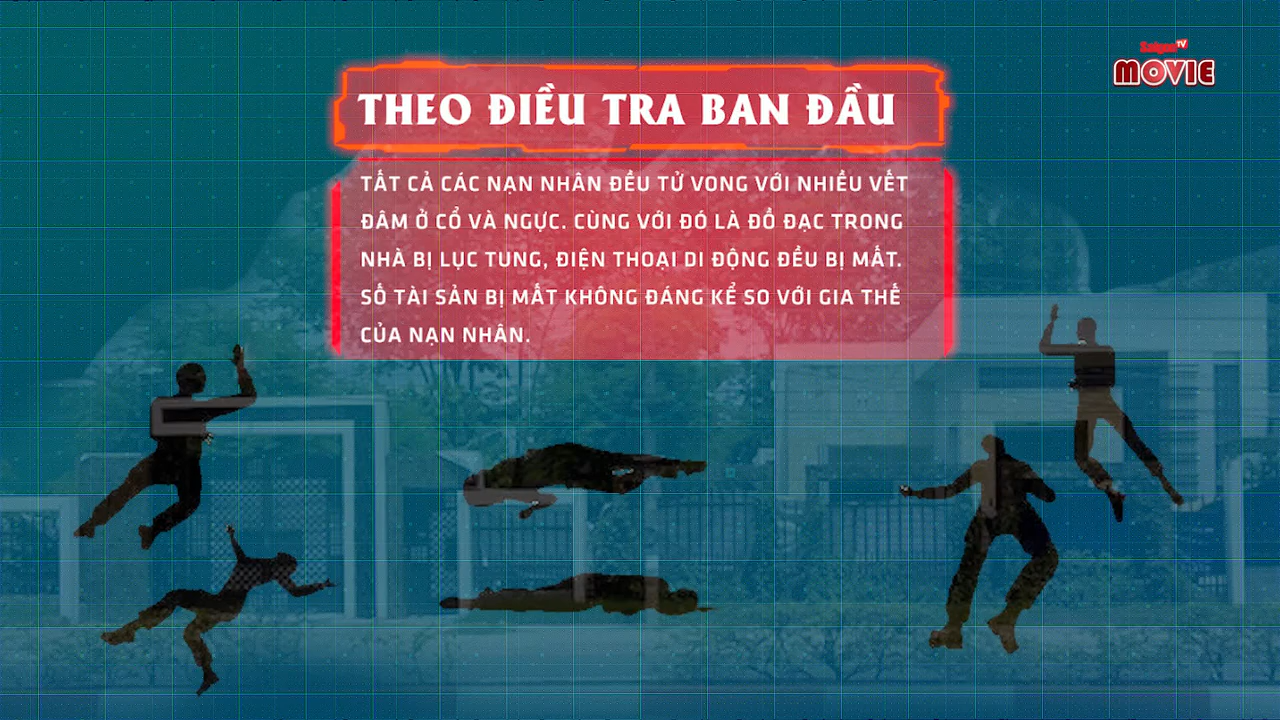 SaigonTV
MOVIE
THEO ĐIỀU TRA BAN ĐẦU
TẤT CẢ CÁC NẠN NHÂN ĐỀU TỬ VONG VỚI NHIỀU VẾT
ĐÂM Ở CỔ VÀ NGỰC. CÙNG VỚI ĐÓ LÀ ĐỒ ĐẠC TRONG
NHÀ BỊ LỤC TUNG, ĐIỆN THOẠI DI ĐỘNG ĐỀU BỊ MẤT.
SỐ TÀI SẢN BỊ MẤT KHÔNG ĐÁNG KỂ SO VỚI GIA THẾ
CỦA NẠN NHÂN.